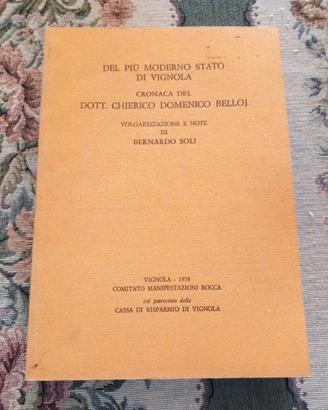 DEL PIÙ MODERNO STATO
DI VIGNOLA
CRONACA DEL
DOTT. CHIERICO DOMENICO BELLOJ
VOLGARIZZAZIONE E NOTE
DI
BERNARDO SOLI
VIGNOLA - 1978
COMITATO MANIFESTAZIONI ROCCA
col patrocinio della
CASSA DI RISPARMIO DI VIGNOLA